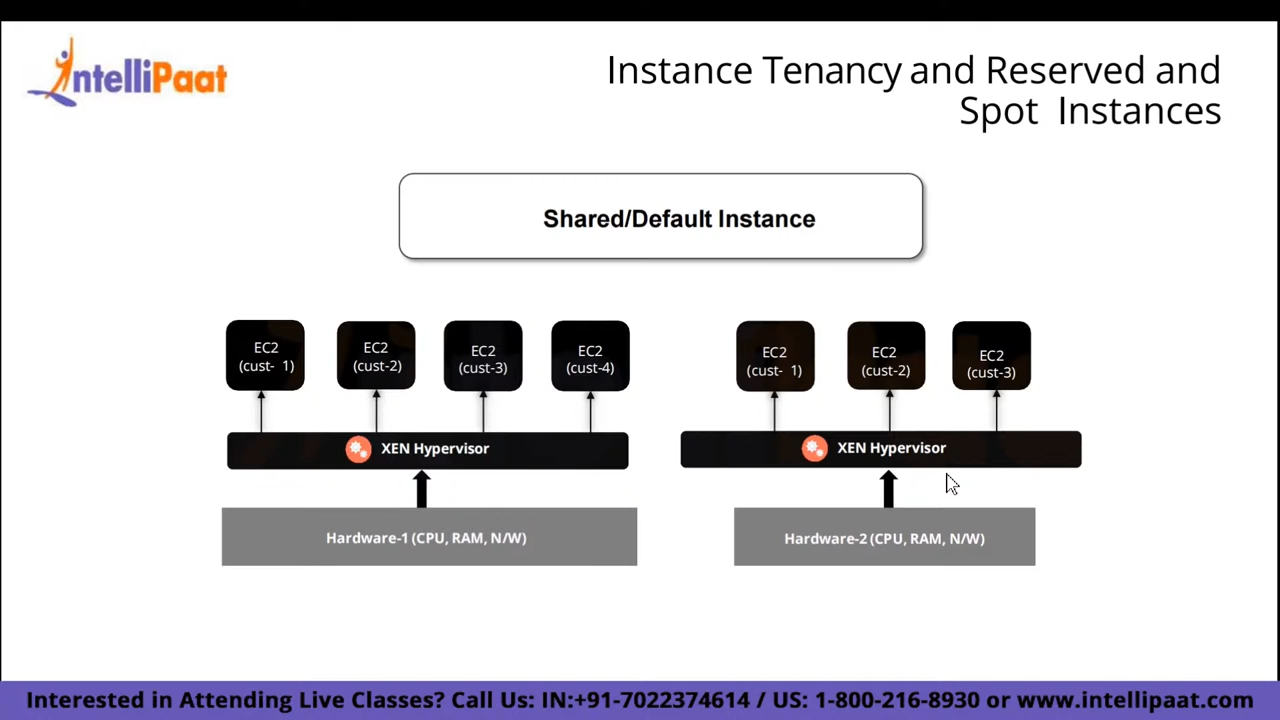 IntelliPaat
Instance Tenancy and Reserved and
Spot Instances
Shared/Default Instance
EC2
(cust- 1)
EC2
(cust-2)
EC2
(cust-3)
EC2
(cust-4)
EC2
(cust- 1)
EC2
(cust-2)
EC2
(cust-3)
XEN Hypervisor
XEN Hypervisor
Hardware-1 (CPU, RAM, N/W)
Hardware-2 (CPU, RAM, N/W)
Interested in Attending Live Classes? Call Us: IN:+91-7022374614 / US: 1-800-216-8930 or www.intellipaat.com